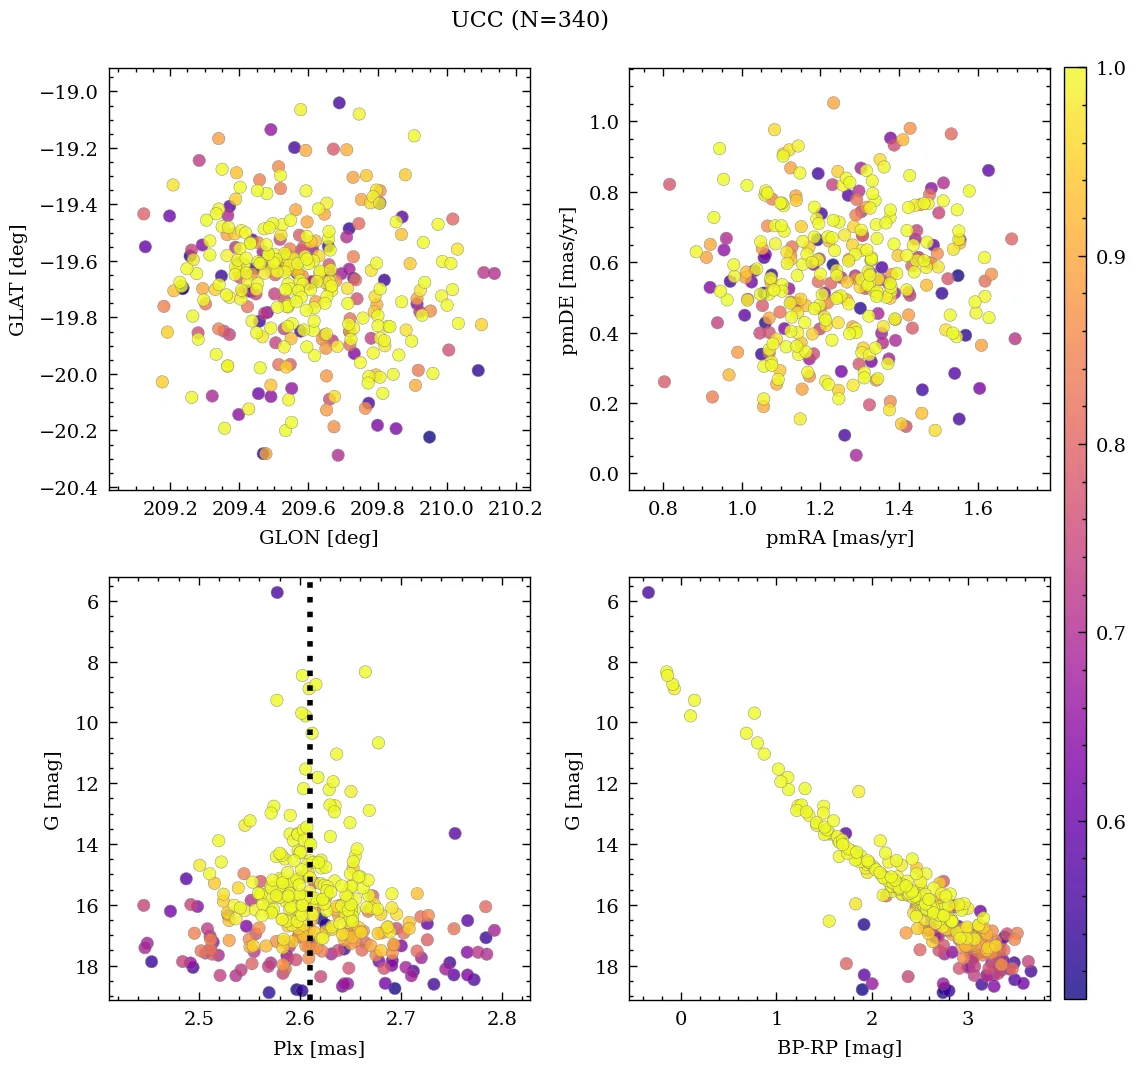 UCC (N=340)
−19.0
−19.2
−19.4
−19.6
−19.8
−20.0
−20.2
−20.4
GLAT [deg]
209.2 209.4 209.6 209.8 210.0 210.2
GLON [deg]
1.0
0.8
0.6
0.4
0.2
0.0
pmDE [mas/yr]
0.8 1.0 1.2 1.4 1.6
pmRA [mas/yr]
6
8
10
12
14
16
18
G [mag]
2.5 2.6 2.7 2.8
Plx [mas]
6
8
10
12
14
16
18
G [mag]
0 1 2 3
BP-RP [mag]
1.0
0.9
0.8
0.7
0.6